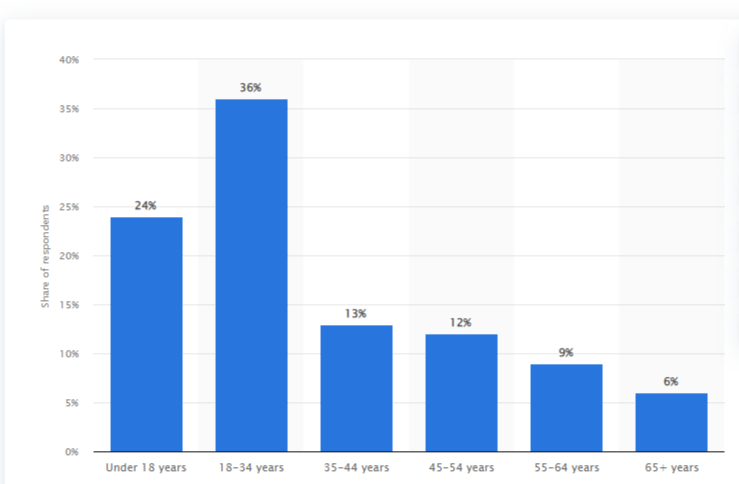 40%
36%
35%
30%
24%
25%
20%
15%
13%
12%
10%
9%
6%
5%
0%
Share of respondents
Under 18 years
18-34 years
35-44 years
45-54 years
55-64 years
65+ years